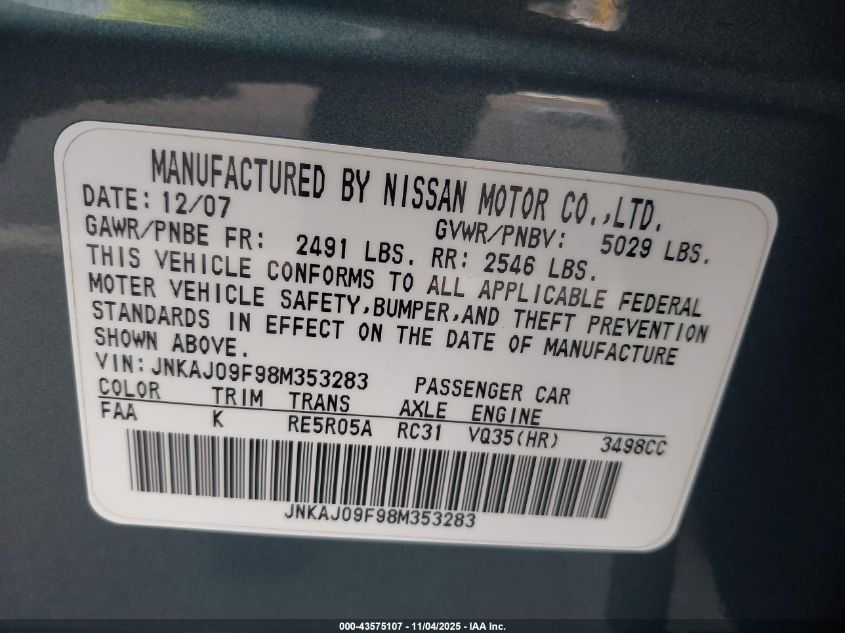 MANUFACTURED BY NISSAN MOTOR CO.,LTD.
DATE: 12/07 GVWR/PNBV: 5029 LBS.
GAWR/PNBE FR: 2491 LBS. RR: 2546 LBS.
THIS VEHICLE CONFORMS TO ALL APPLICABLE FEDERAL
MOTER VEHICLE SAFETY,BUMPER,AND THEFT PREVENTION
STANDARDS IN EFFECT ON THE DATE OF MANUFACTURE
SHOWN ABOVE.
VIN: JNKAJ09F98M353283 PASSENGER CAR
COLOR TRIM TRANS AXLE ENGINE
FAA K RE5R05A RC31 VQ35(HR) 3498CC
JNKAJ09F98M353283
000-43575107 - 11/04/2025 - IAA Inc.